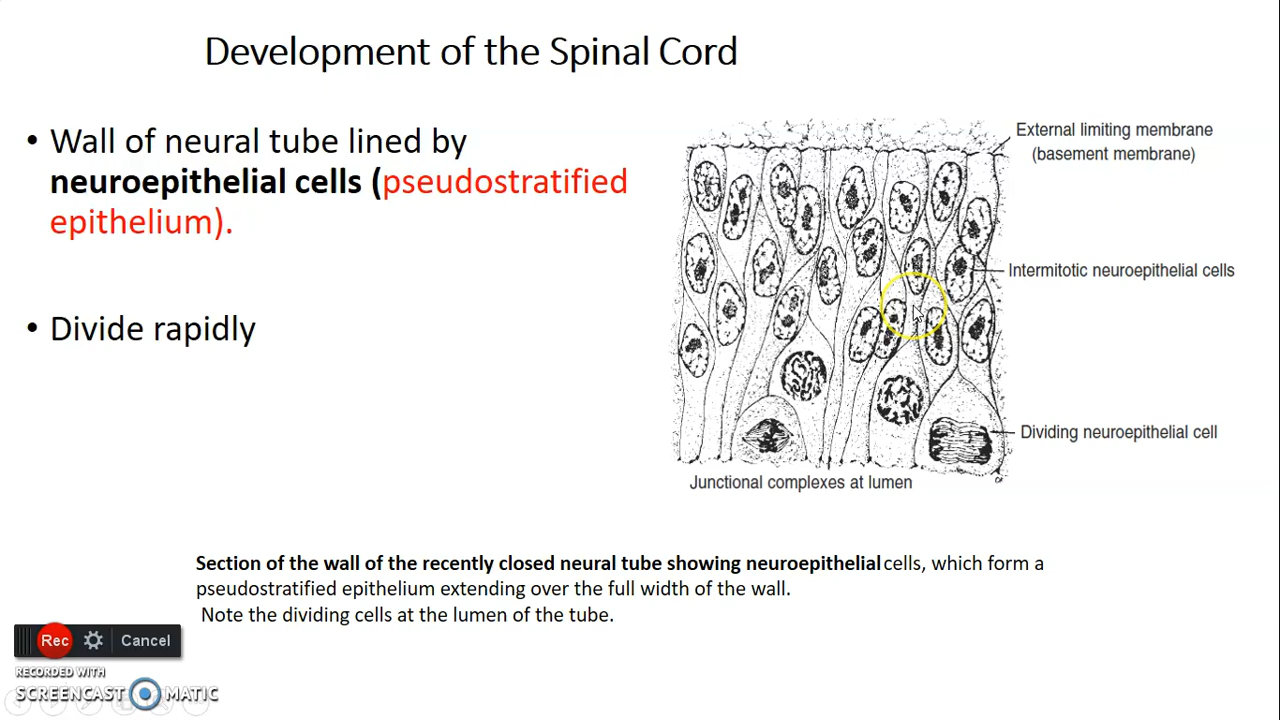 Development of the Spinal Cord
• Wall of neural tube lined by
neuroepithelial cells (pseudostratified
epithelium).
• Divide rapidly
External limiting membrane
(basement membrane)
Intermitotic neuroepithelial cells
Dividing neuroepithelial cell
Junctional complexes at lumen
Section of the wall of the recently closed neural tube showing neuroepithelial cells, which form a
pseudostratified epithelium extending over the full width of the wall.
Note the dividing cells at the lumen of the tube.
Rec Cancel
RECORDED WITH
SCREENCAST MATIC